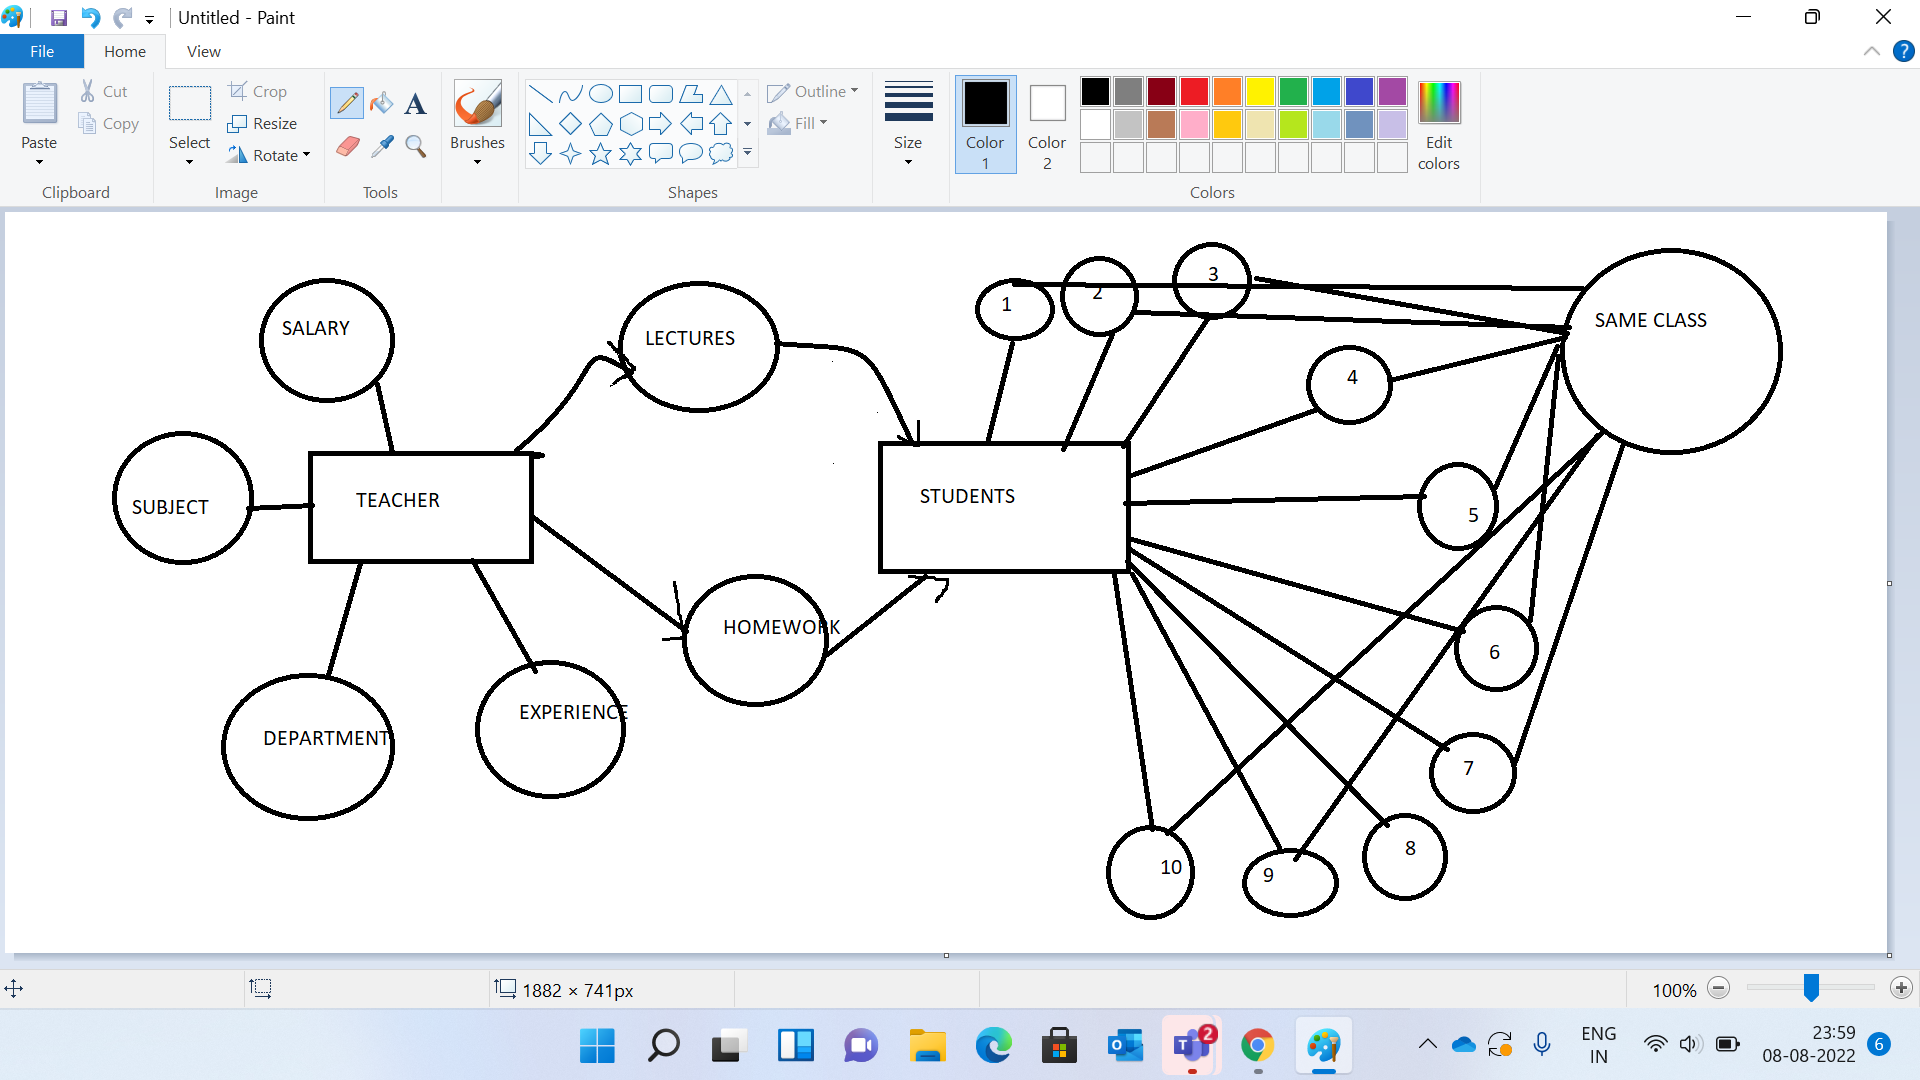 Untitled - Paint
File Home View
Paste
Cut
Copy
Clipboard
Select
Crop
Resize
Rotate
Image
A
Tools
Brushes
Outline
Fill
Shapes
Size
Color 1
Color 2
Edit colors
Colors
?
SALARY
SUBJECT
TEACHER
DEPARTMENT
EXPERIENCE
LECTURES
HOMEWORK
STUDENTS
1
2
3
4
5
6
7
8
9
10
SAME CLASS
1882 × 741px
100%
2
ENG
IN
23:59
08-08-2022
6